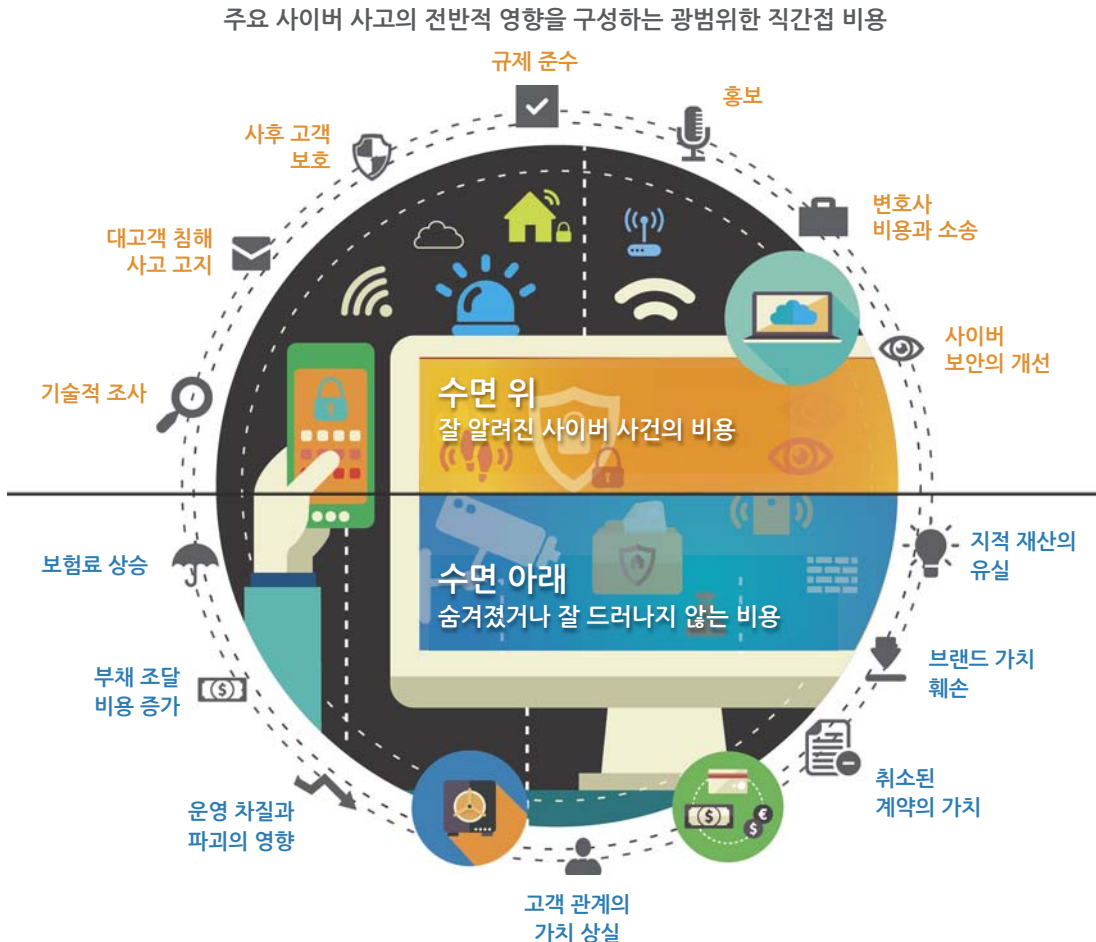 주요 사이버 사고의 전반적 영향을 구성하는 광범위한 직간접 비용
규제 준수
홍보
사후 고객
보호
변호사
비용과 소송
대고객 침해
사고 고지
사이버
보안의 개선
기술적 조사
수면 위
잘 알려진 사이버 사건의 비용
수면 아래
숨겨졌거나 잘 드러나지 않는 비용
보험료 상승
지적 재산의
유실
부채 조달
비용 증가
브랜드 가치
훼손
운영 차질과
파괴의 영향
취소된
계약의 가치
고객 관계의
가치 상실
$
$
$
€